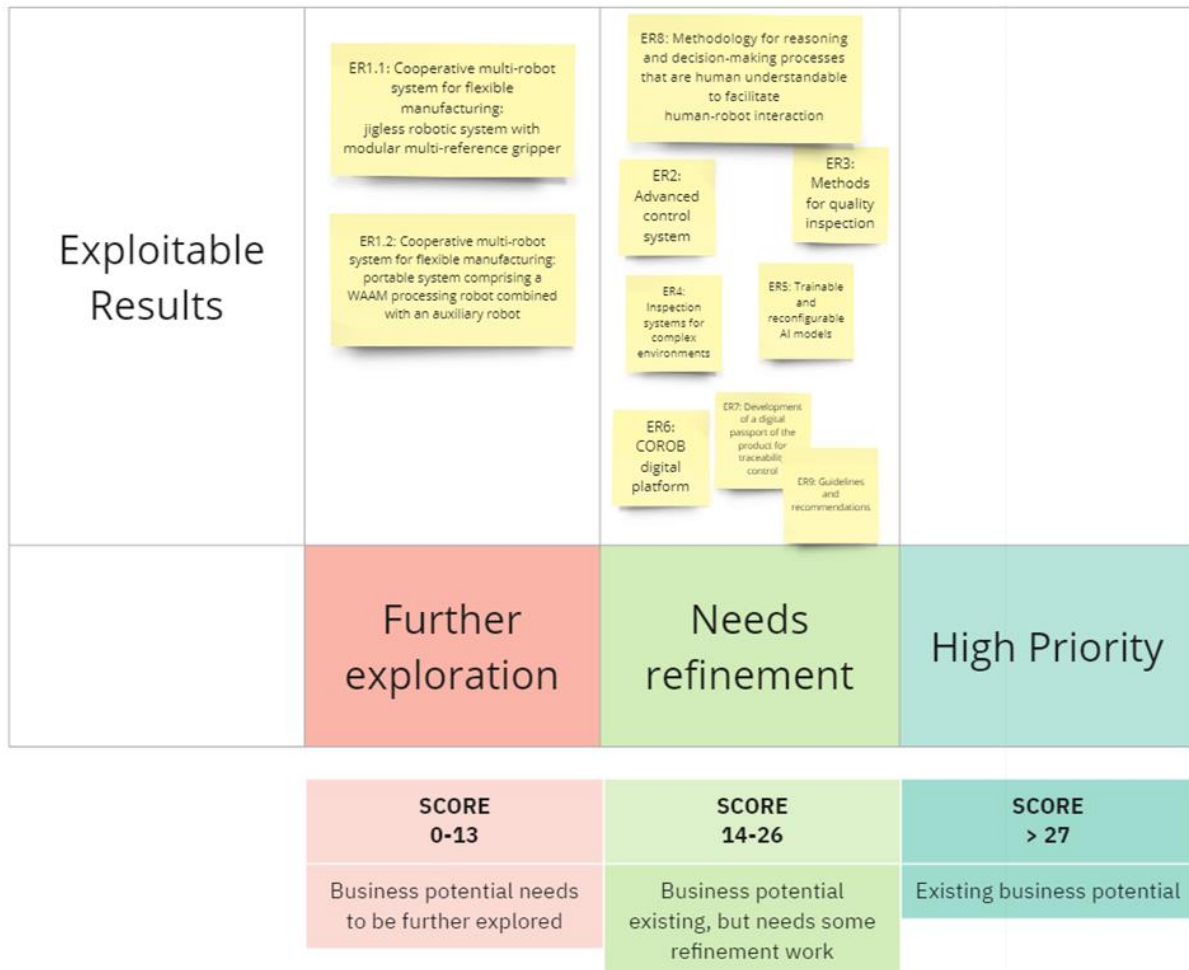 Exploitable
Results
ER1.1: Cooperative multi-robot
system for flexible
manufacturing:
jigless robotic system with
modular multi-reference gripper
ER1.2: Cooperative multi-robot
system for flexible manufacturing:
portable system comprising a
WAAM processing robot combined
with an auxiliary robot
ER8: Methodology for reasoning
and decision-making processes
that are human understandable
to facilitate
human-robot interaction
ER2:
Advanced
control
system
ER3:
Methods
for quality
inspection
ER4:
Inspection
systems for
complex
environments
ER5: Trainable
and
reconfigurable
AI models
ER6:
COROB
digital
platform
ER7: Development
of a digital
passport of the
product for
traceability
control
ER9: Guidelines
and
recommendations
Further
exploration
Needs
refinement
High Priority
SCORE
0-13
Business potential needs
to be further explored
SCORE
14-26
Business potential
existing, but needs some
refinement work
SCORE
> 27
Existing business potential